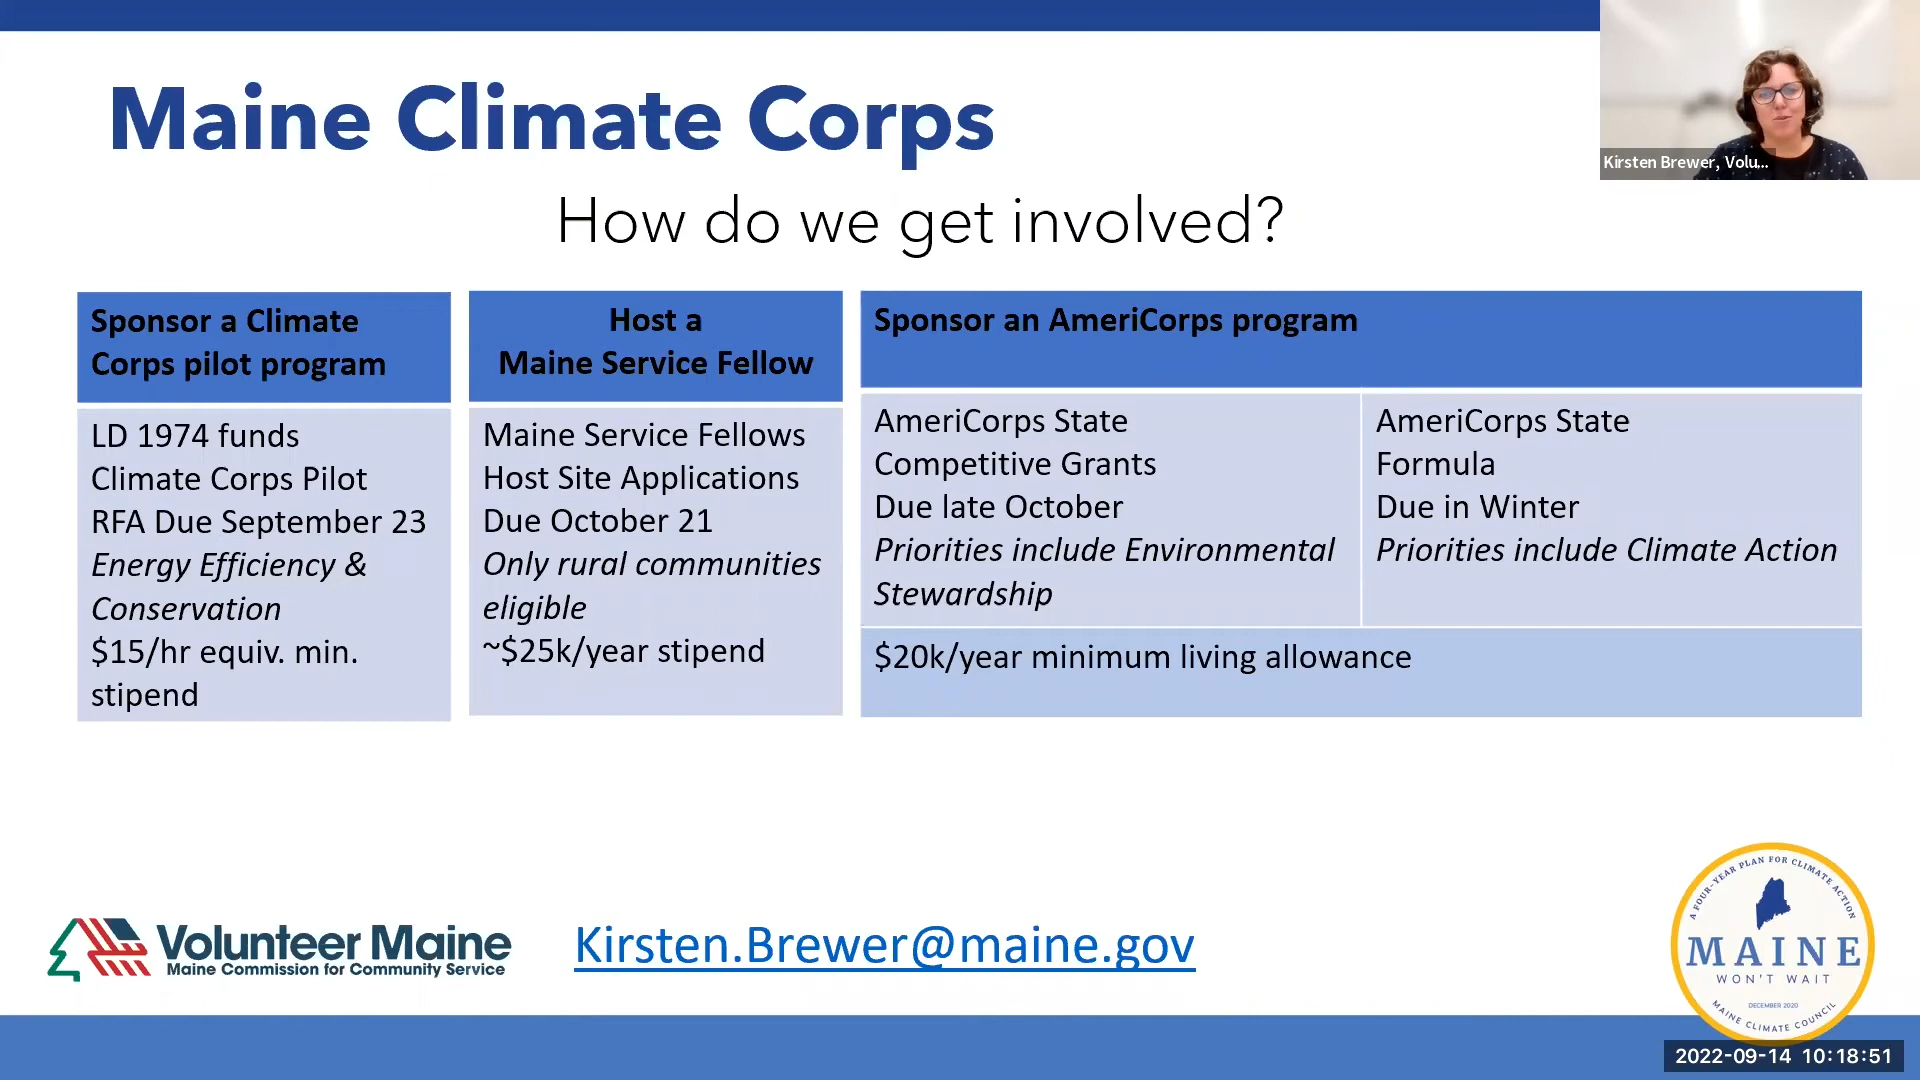 Maine Climate Corps
How do we get involved?
Kirsten Brewer, Volu...
Sponsor a Climate
Corps pilot program
LD 1974 funds
Climate Corps Pilot
RFA Due September 23
Energy Efficiency &
Conservation
$15/hr equiv. min.
stipend
Host a
Maine Service Fellow
Maine Service Fellows
Host Site Applications
Due October 21
Only rural communities
eligible
~$25k/year stipend
Sponsor an AmeriCorps program
AmeriCorps State
Competitive Grants
Due late October
Priorities include Environmental
Stewardship
AmeriCorps State
Formula
Due in Winter
Priorities include Climate Action
$20k/year minimum living allowance
Volunteer Maine
Maine Commission for Community Service
Kirsten.Brewer@maine.gov
A FOUR-YEAR PLAN FOR CLIMATE ACTION
MAINE
WON'T WAIT
DECEMBER 2020
MAINE CLIMATE COUNCIL
2022-09-14 10:18:51